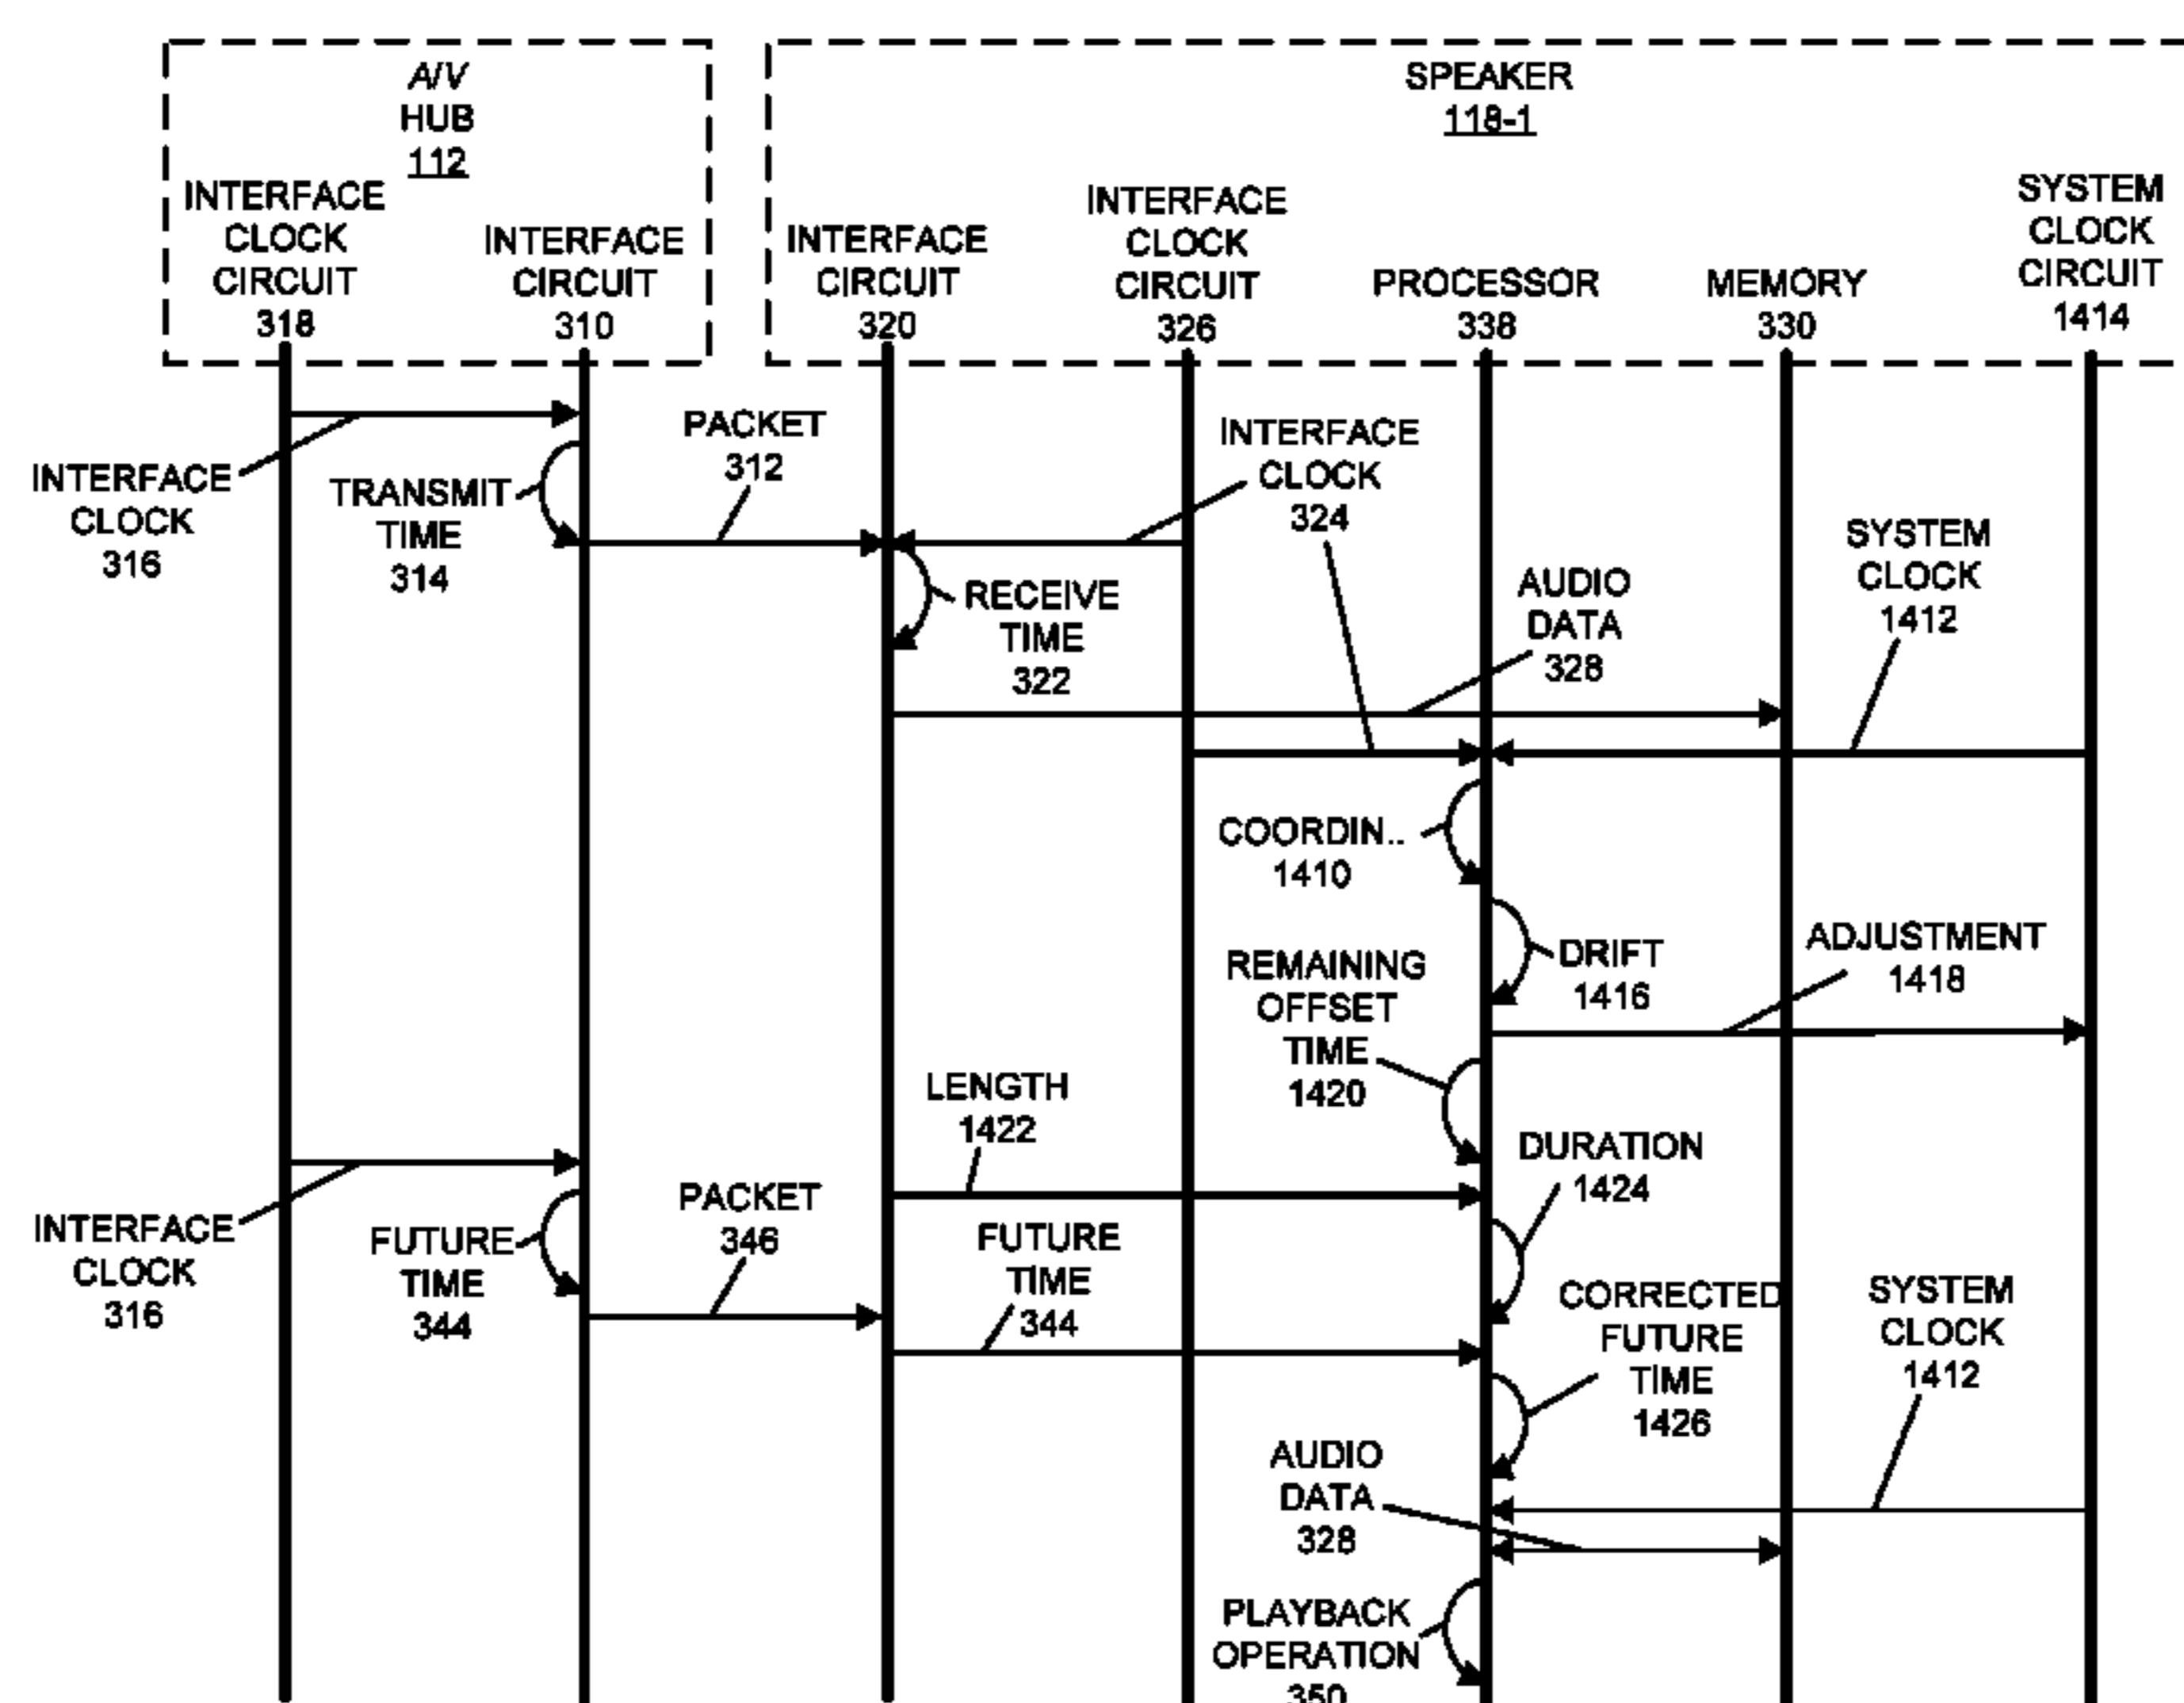 A/V
HUB
112
INTERFACE
CLOCK
CIRCUIT
318
INTERFACE
CIRCUIT
310
SPEAKER
118-1
INTERFACE
CIRCUIT
320
INTERFACE
CLOCK
CIRCUIT
326
PROCESSOR
338
MEMORY
330
SYSTEM
CLOCK
CIRCUIT
1414
INTERFACE
CLOCK
316
TRANSMIT
TIME
314
PACKET
312
INTERFACE
CLOCK
324
RECEIVE
TIME
322
AUDIO
DATA
328
SYSTEM
CLOCK
1412
COORDIN..
1410
DRIFT
1416
ADJUSTMENT
1418
REMAINING
OFFSET
TIME
1420
LENGTH
1422
DURATION
1424
INTERFACE
CLOCK
316
FUTURE
TIME
344
PACKET
346
FUTURE
TIME
344
CORRECTED
FUTURE
TIME
1426
SYSTEM
CLOCK
1412
AUDIO
DATA
328
PLAYBACK
OPERATION
350